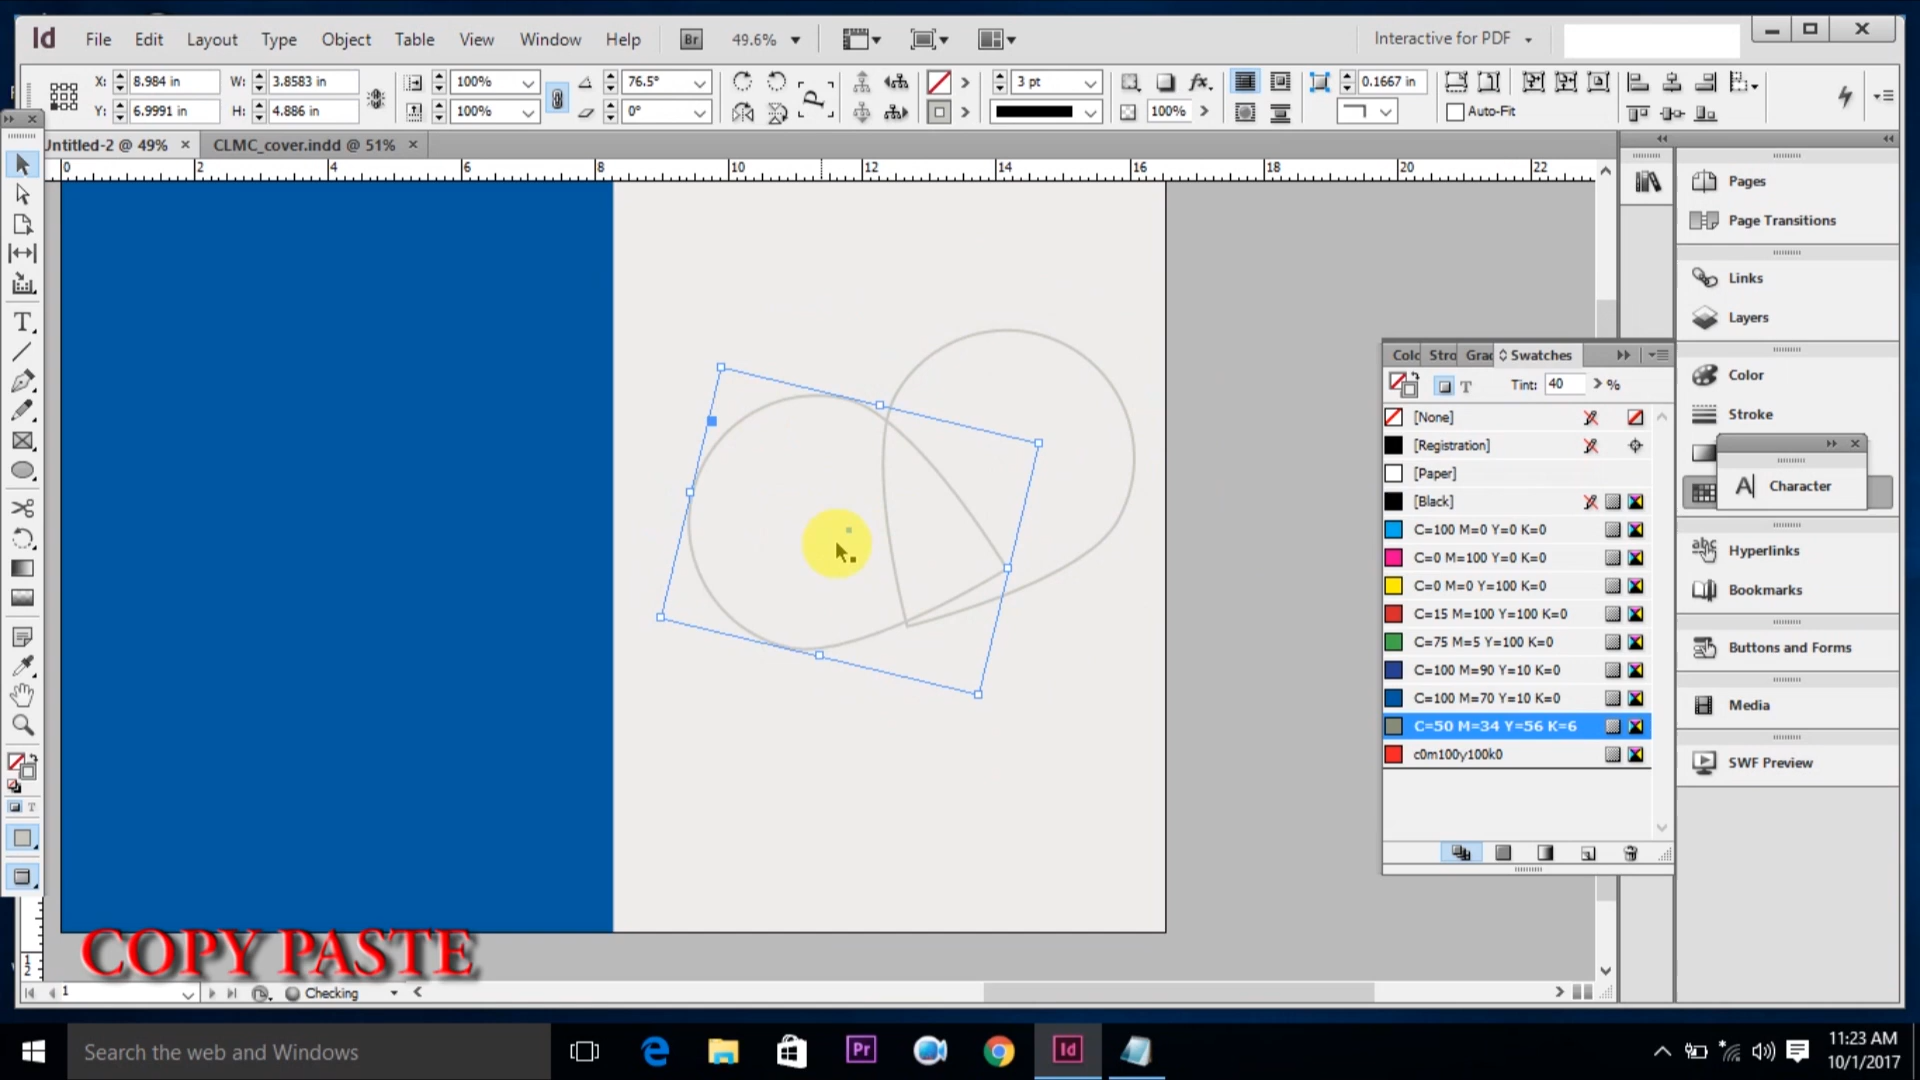 Id File Edit Layout Type Object Table View Window Help Br 49.6% Interactive for PDF
X: 8.984 in W: 3.8583 in 100% 76.5° 3 pt 0.1667 in
Y: 6.9991 in H: 4.886 in 100% 0° 100% Auto-Fit
Untitled-2 @ 49% × CLMC_cover.indd @ 51% ×
0 2 4 6 8 10 12 14 16 18 20 22
Pages
Page Transitions
Links
Layers
Color
Stroke
Character
Hyperlinks
Bookmarks
Buttons and Forms
Media
SWF Preview
Colc Stro Grac Swatches
T Tint: 40 %
[None]
[Registration]
[Paper]
[Black]
C=100 M=0 Y=0 K=0
C=0 M=100 Y=0 K=0
C=0 M=0 Y=100 K=0
C=15 M=100 Y=100 K=0
C=75 M=5 Y=100 K=0
C=100 M=90 Y=10 K=0
C=100 M=70 Y=10 K=0
C=50 M=34 Y=56 K=6
c0m100y100k0
COPY PASTE
1 Checking
Search the web and Windows
Pr
Id
11:23 AM
10/1/2017